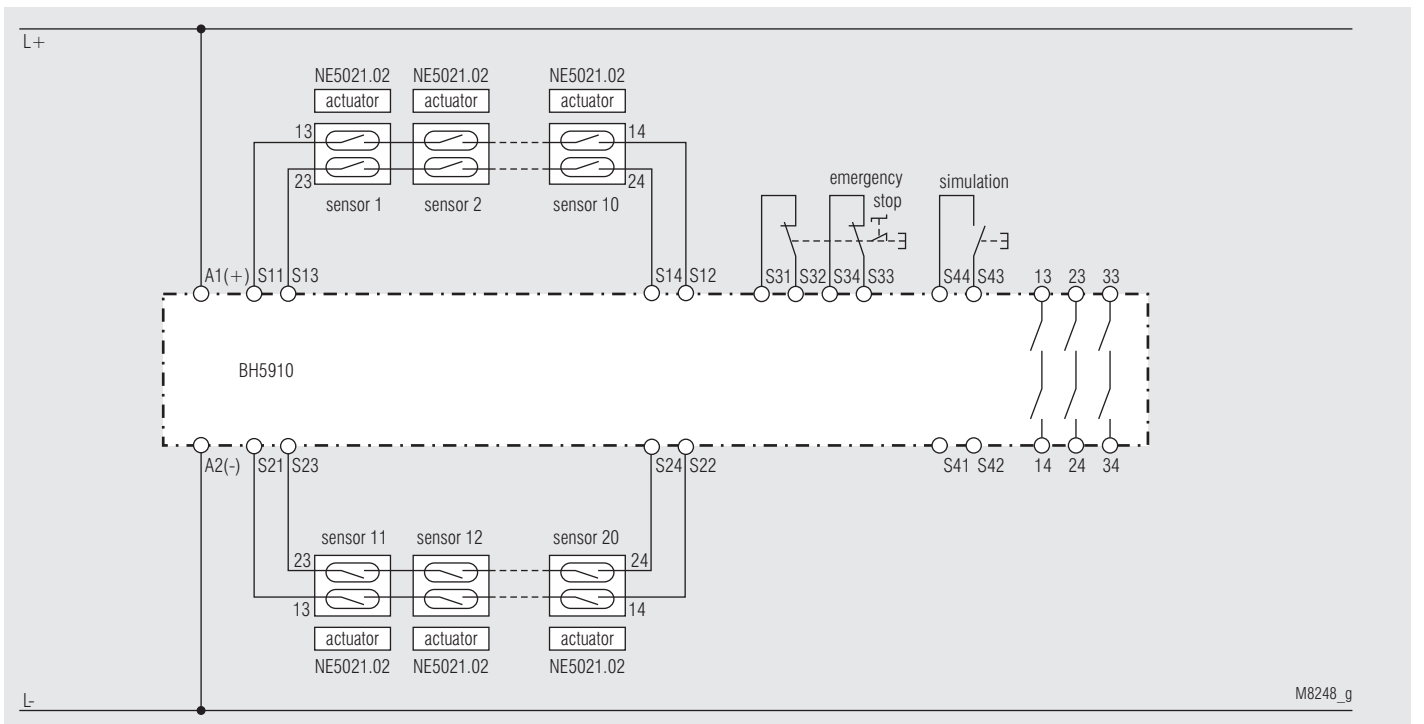 L+
NE5021.02 NE5021.02 NE5021.02
actuator actuator actuator
13 14
23 24
sensor 1 sensor 2 sensor 10
emergency
stop
simulation
A1(+) S11 S13 S14 S12 S31 S32 S34 S33 S44 S43 13 23 33
BH5910
A2(-) S21 S23 S24 S22 S41 S42 14 24 34
sensor 11 sensor 12 sensor 20
23 24
13 14
actuator actuator actuator
NE5021.02 NE5021.02 NE5021.02
L-
M8248_g